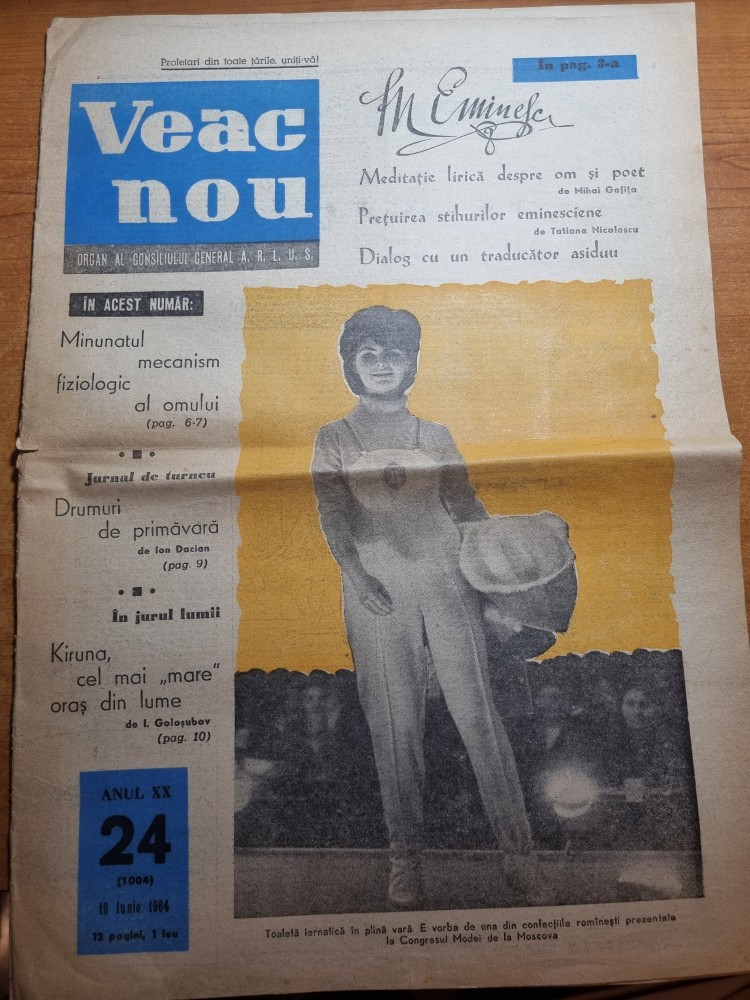 Proletari din toate țările, uniți-vă!
Veac
nou
ORGAN AL CONSILIULUI GENERAL A. R. L. U. S.
În pag. 3-a
M Eminescu
Meditație lirică despre om și poet
de Mihai Gafița
Prețuirea stihurilor eminesciene
de Tatiana Nicolescu
Dialog cu un traducător asiduu
ÎN ACEST NUMĂR:
Minunatul
mecanism
fiziologic
al omului
(pag. 6-7)
Jurnal de turneu
Drumuri
de primăvară
de Ion Dacian
(pag. 9)
În jurul lumii
Kiruna,
cel mai „mare“
oraș din lume
de I. Goloșubov
(pag. 10)
ANUL XX
24
(1004)
12 iunie 1964
12 pagini, 1 leu
Toaletă iernatică în plină vară. E vorba de una din confecțiile romînești prezentate
la Congresul Modei de la Moscova